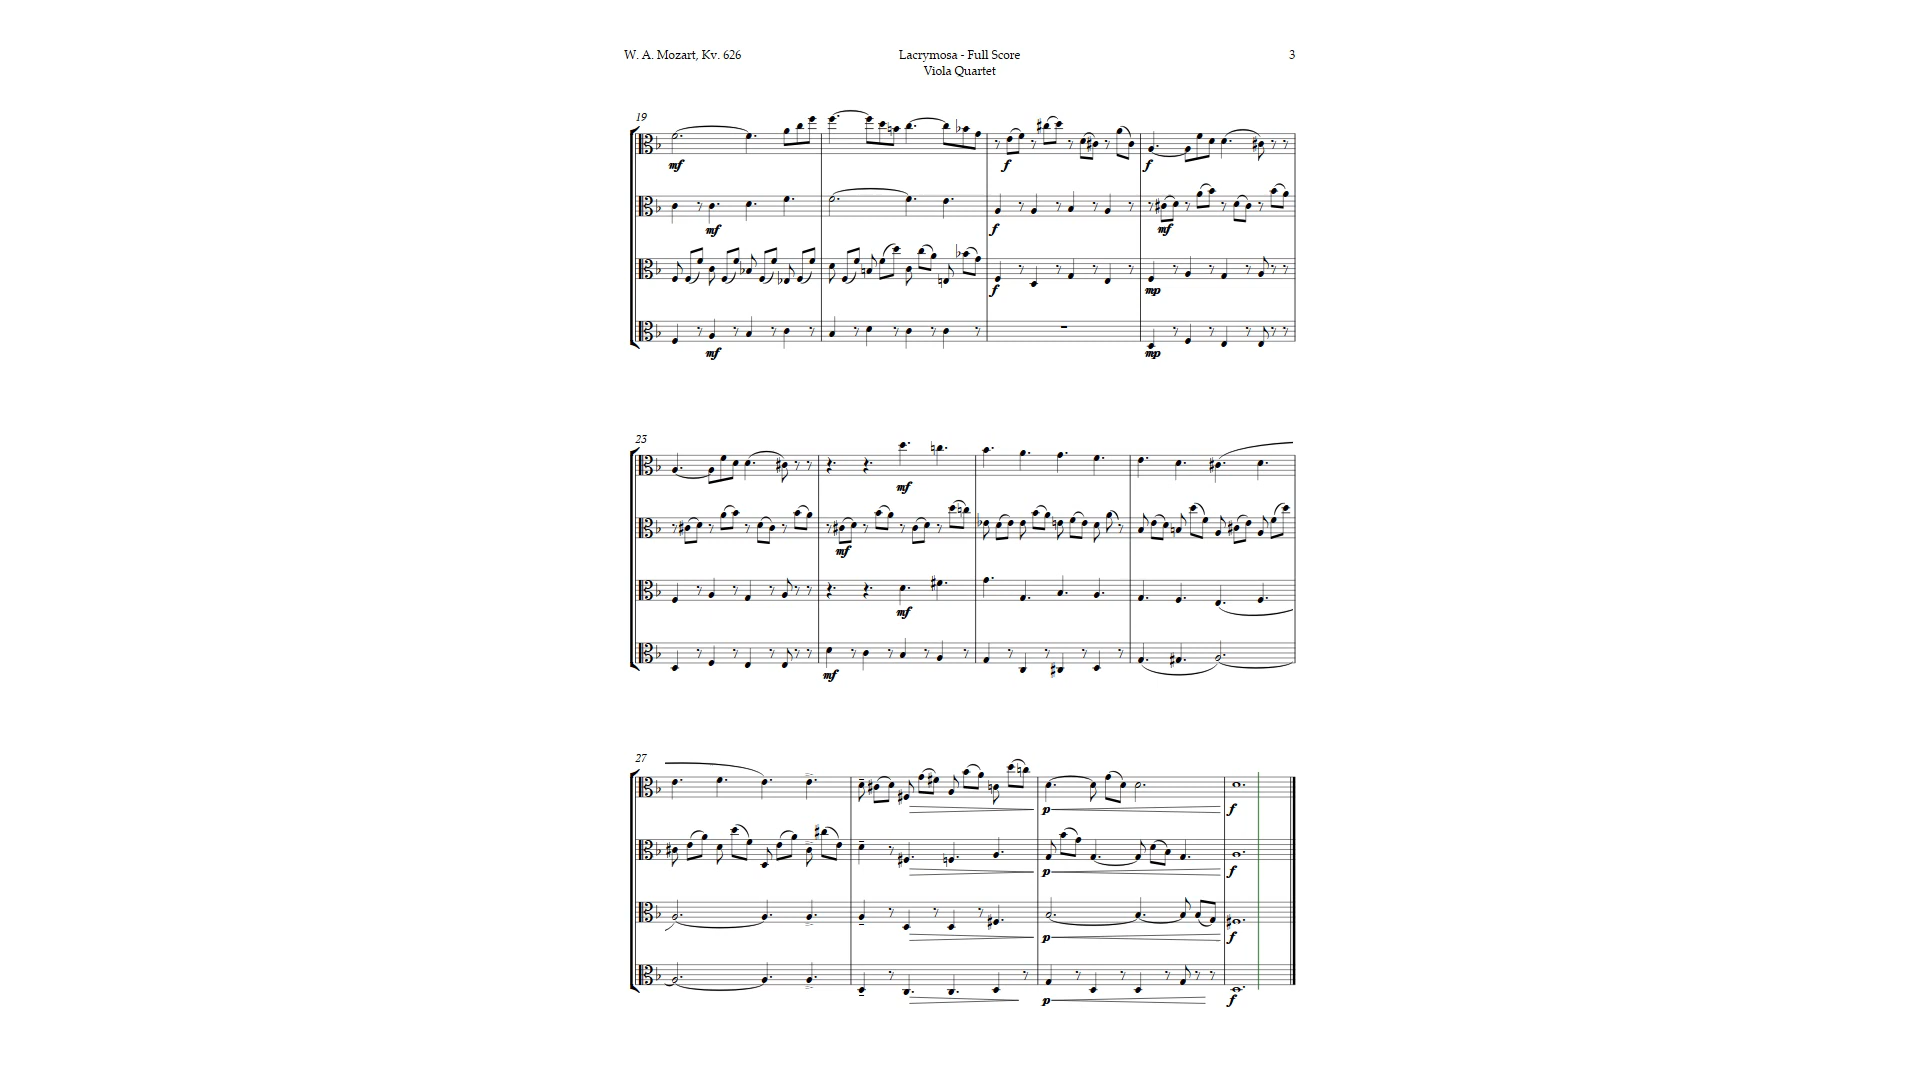 W. A. Mozart, Kv. 626
Lacrymosa - Full Score
3
Viola Quartet
19
mf
mf
f
f
f
mf
f
mp
mf
mp
23
mf
mf
mf
mf
27
p
f
p
f
p
f
p
f